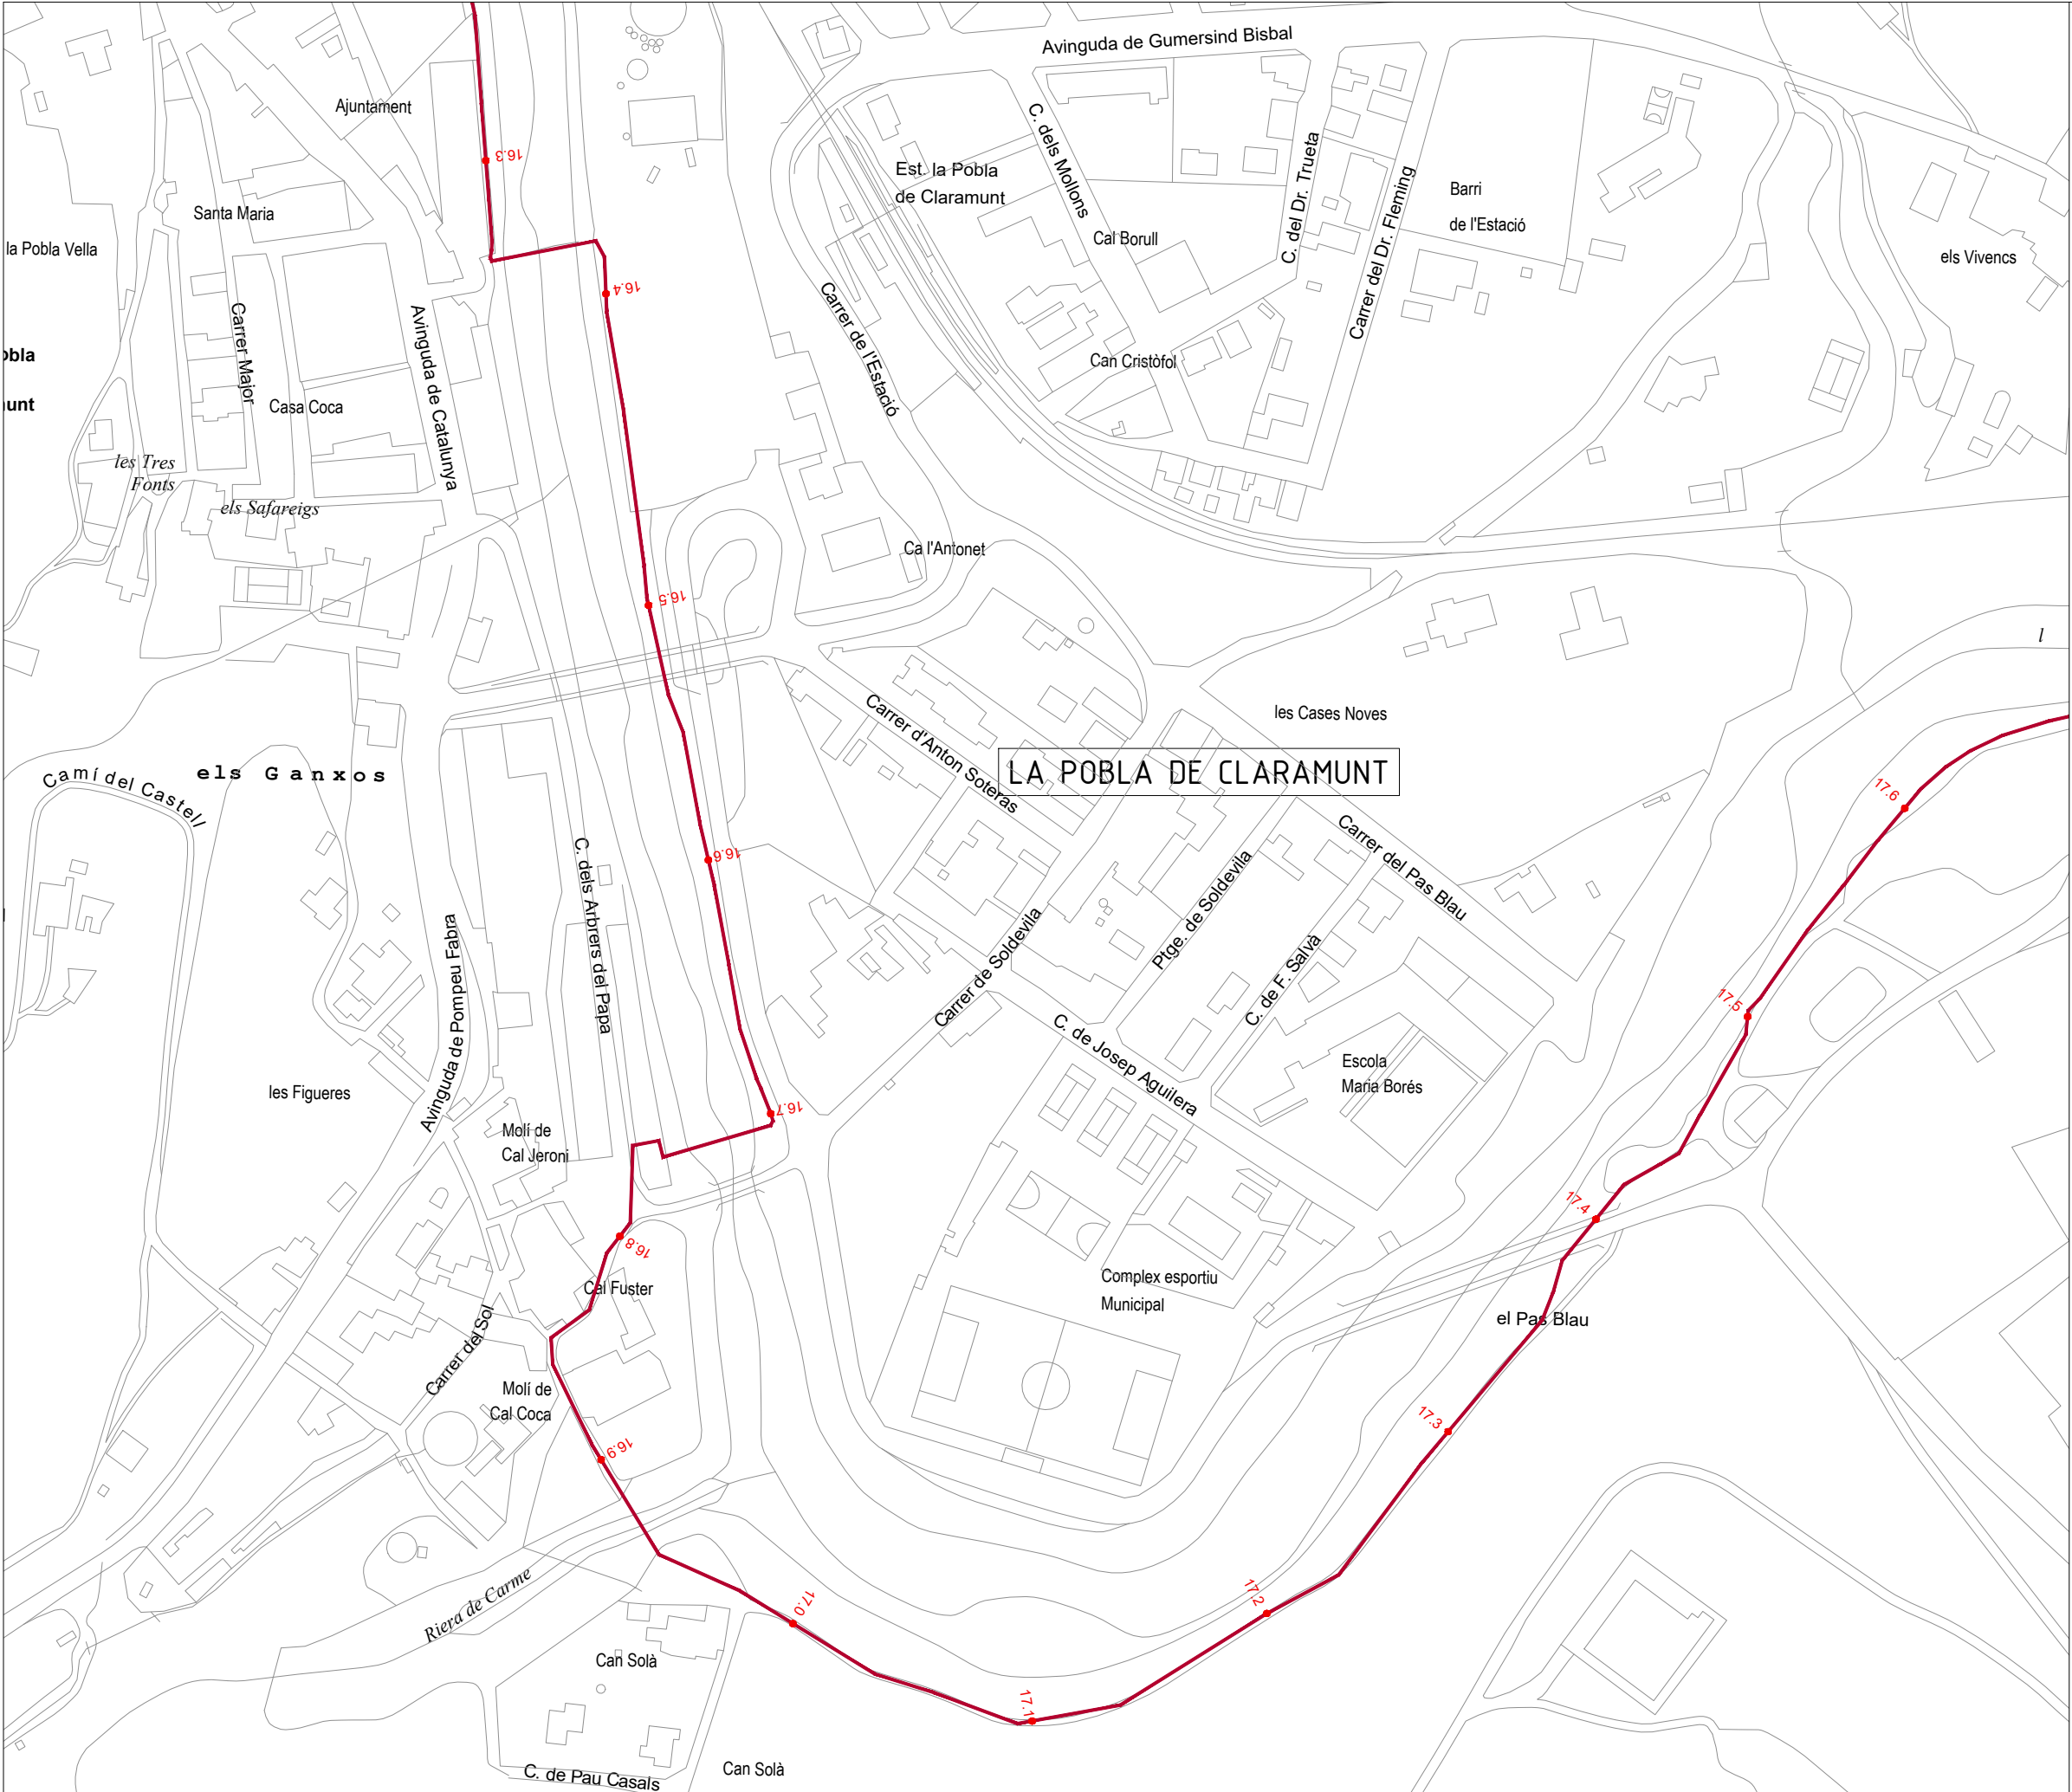 Avinguda de Gumersind Bisbal
Ajuntament
16.3
C. dels Mollons
C. del Dr. Trueta
Est. la Pobla
de Claramunt
Carrer del Dr. Fleming
Barri
de l'Estació
Santa Maria
la Pobla Vella
Cal Borull
els Vivencs
16.4
Carrer Major
Avinguda de Catalunya
Carrer de l'Estació
Can Cristòfol
Casa Coca
les Tres
Fonts
els Safareigs
Ca l'Antonet
16.5
l
Carrer d'Anton Soteras
les Cases Noves
LA POBLA DE CLARAMUNT
Camí del Castell
els Ganxos
17.6
16.6
C. dels Arbrers del Papa
Carrer del Pas Blau
Ptge. de Soldevila
Carrer de Soldevila
C. de F. Salvà
Avinguda de Pompeu Fabra
17.5
C. de Josep Aguilera
Escola
Maria Borés
les Figueres
16.7
Molí de
Cal Jeroni
17.4
16.8
Cal Fuster
Complex esportiu
Municipal
el Pas Blau
Carrer del Sol
Molí de
Cal Coca
17.3
16.9
Riera de Carme
17.0
17.2
Can Solà
17.1
C. de Pau Casals
Can Solà